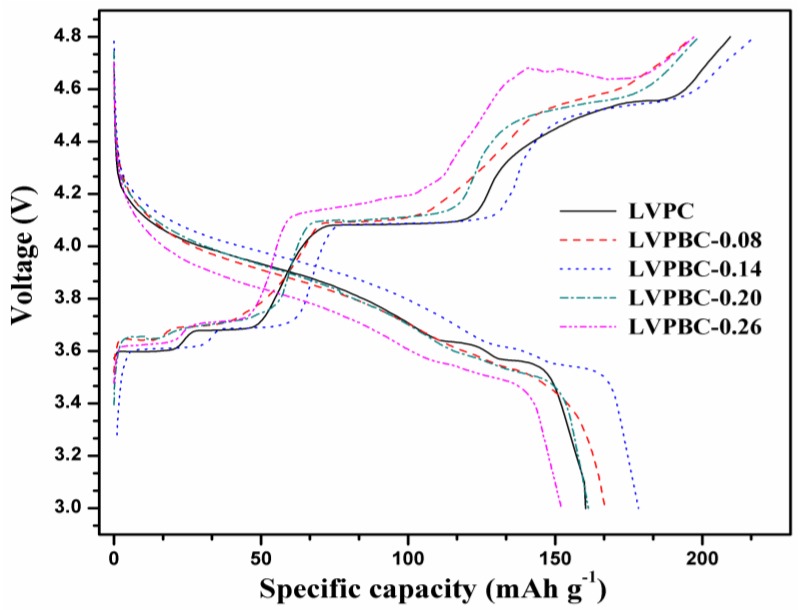 4.8
4.6
4.4
4.2
4.0
3.8
3.6
3.4
3.2
3.0
Voltage (V)
LVPC
LVPBC-0.08
LVPBC-0.14
LVPBC-0.20
LVPBC-0.26
0 50 100 150 200
Specific capacity (mAh g⁻¹)